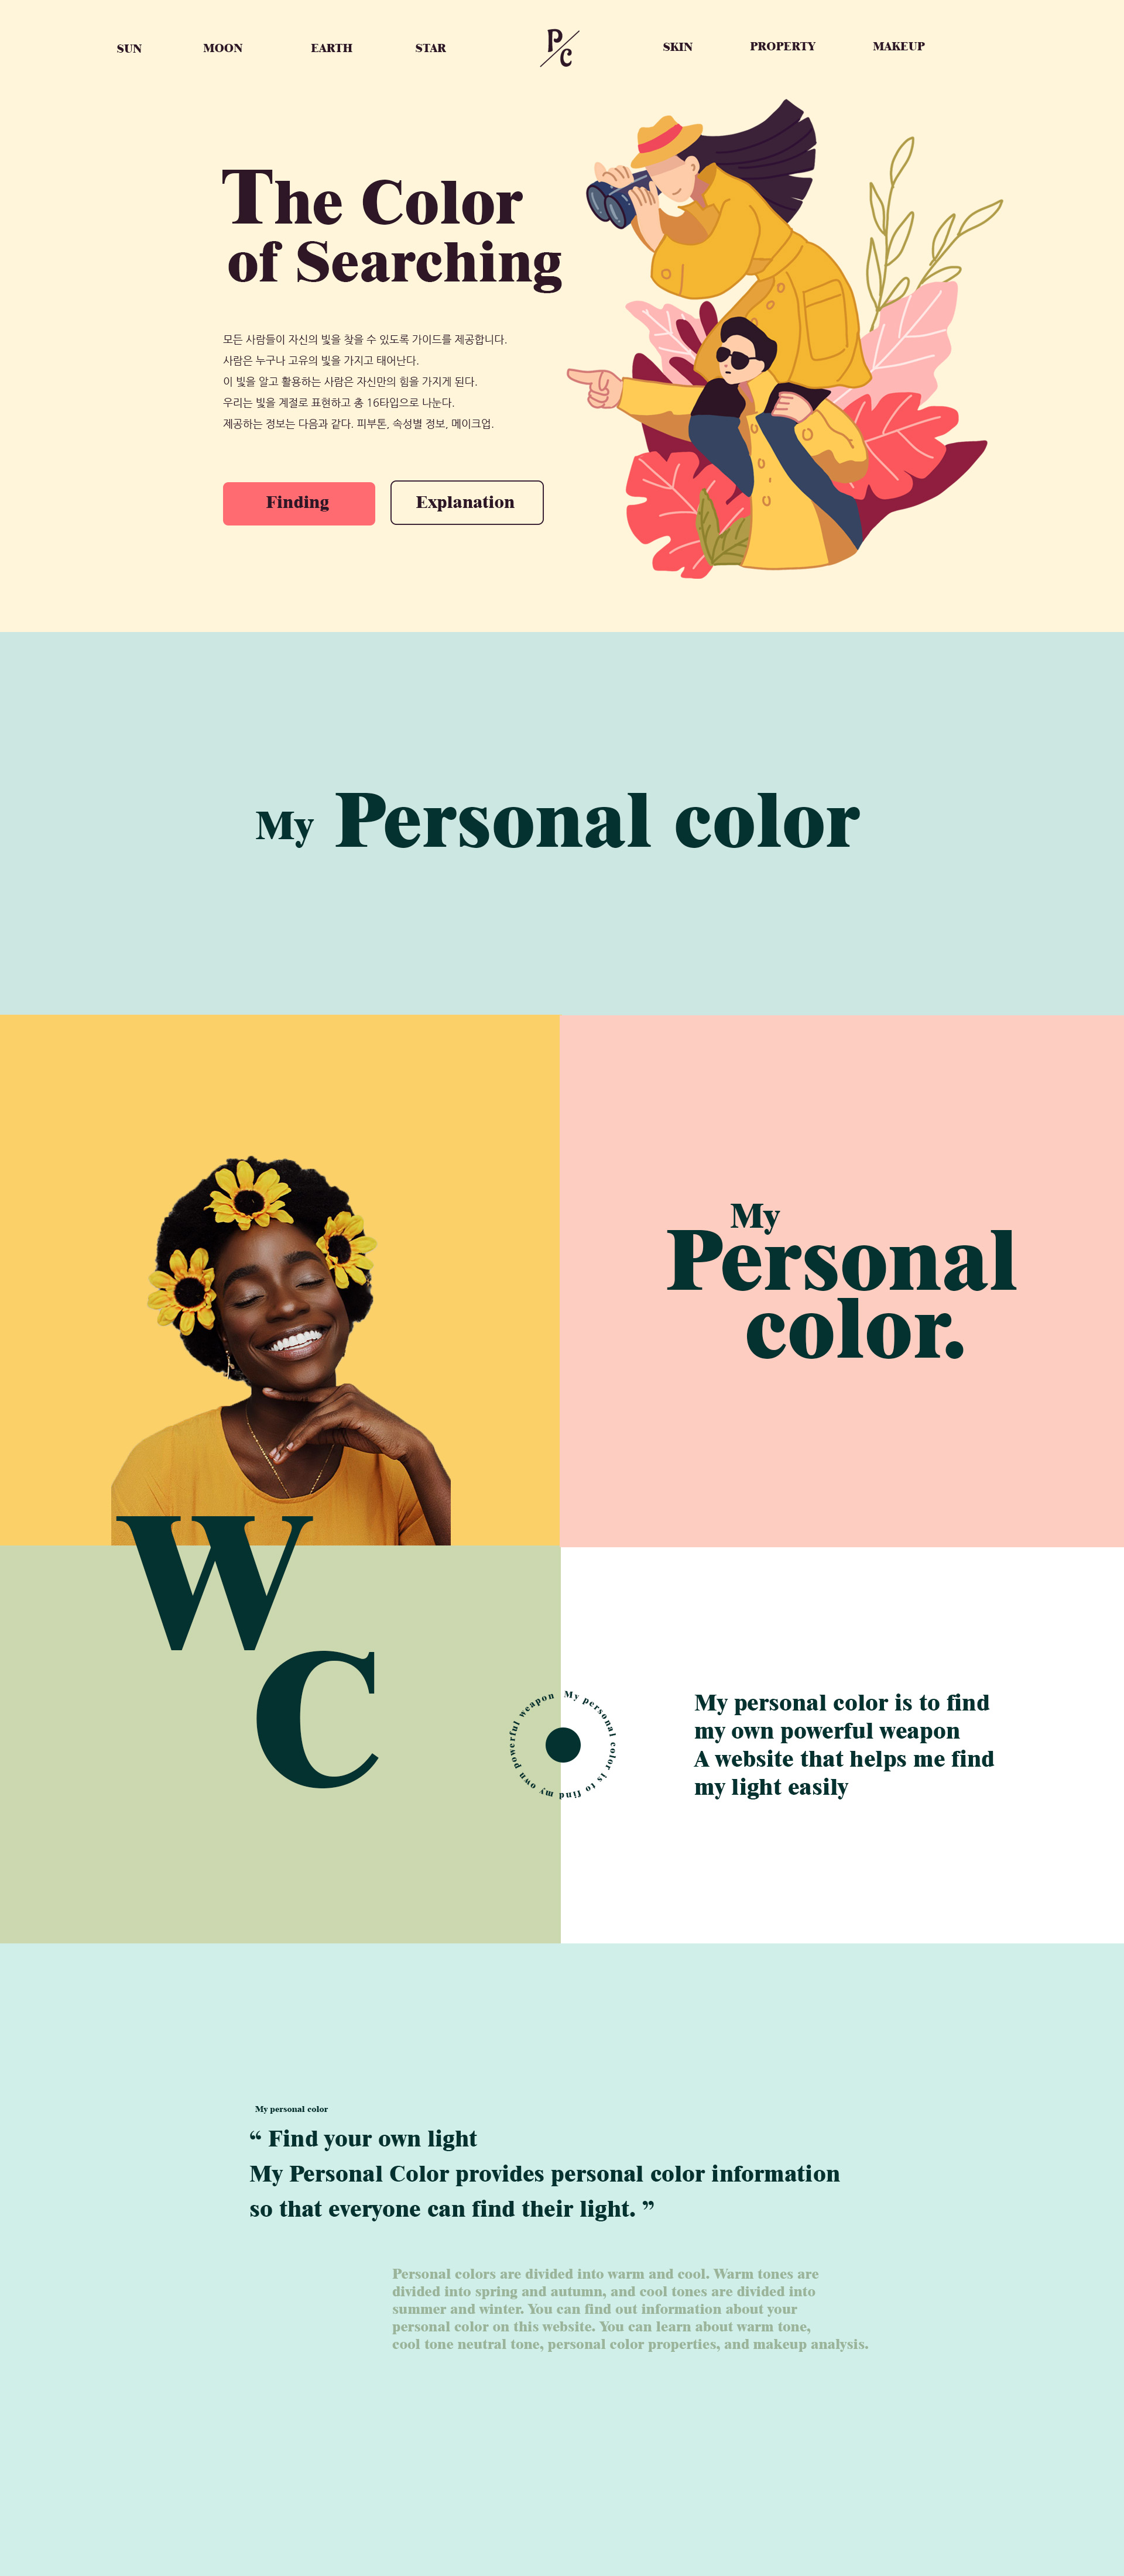 SUN MOON EARTH STAR P/C SKIN PROPERTY MAKEUP
The Color
of Searching
모든 사람들이 자신의 빛을 찾을 수 있도록 가이드를 제공합니다.
사람은 누구나 고유의 빛을 가지고 태어난다.
이 빛을 알고 활용하는 사람은 자신만의 힘을 가지게 된다.
우리는 빛을 계절로 표현하고 총 16타입으로 나눈다.
제공하는 정보는 다음과 같다. 피부톤, 속성별 정보, 메이크업.
Finding Explanation
My Personal color
My
Personal
color.
W
C
My personal color is to find my own powerful weapon
My personal color is to find
my own powerful weapon
A website that helps me find
my light easily
My personal color
“ Find your own light
My Personal Color provides personal color information
so that everyone can find their light. ”
Personal colors are divided into warm and cool. Warm tones are
divided into spring and autumn, and cool tones are divided into
summer and winter. You can find out information about your
personal color on this website. You can learn about warm tone,
cool tone neutral tone, personal color properties, and makeup analysis.